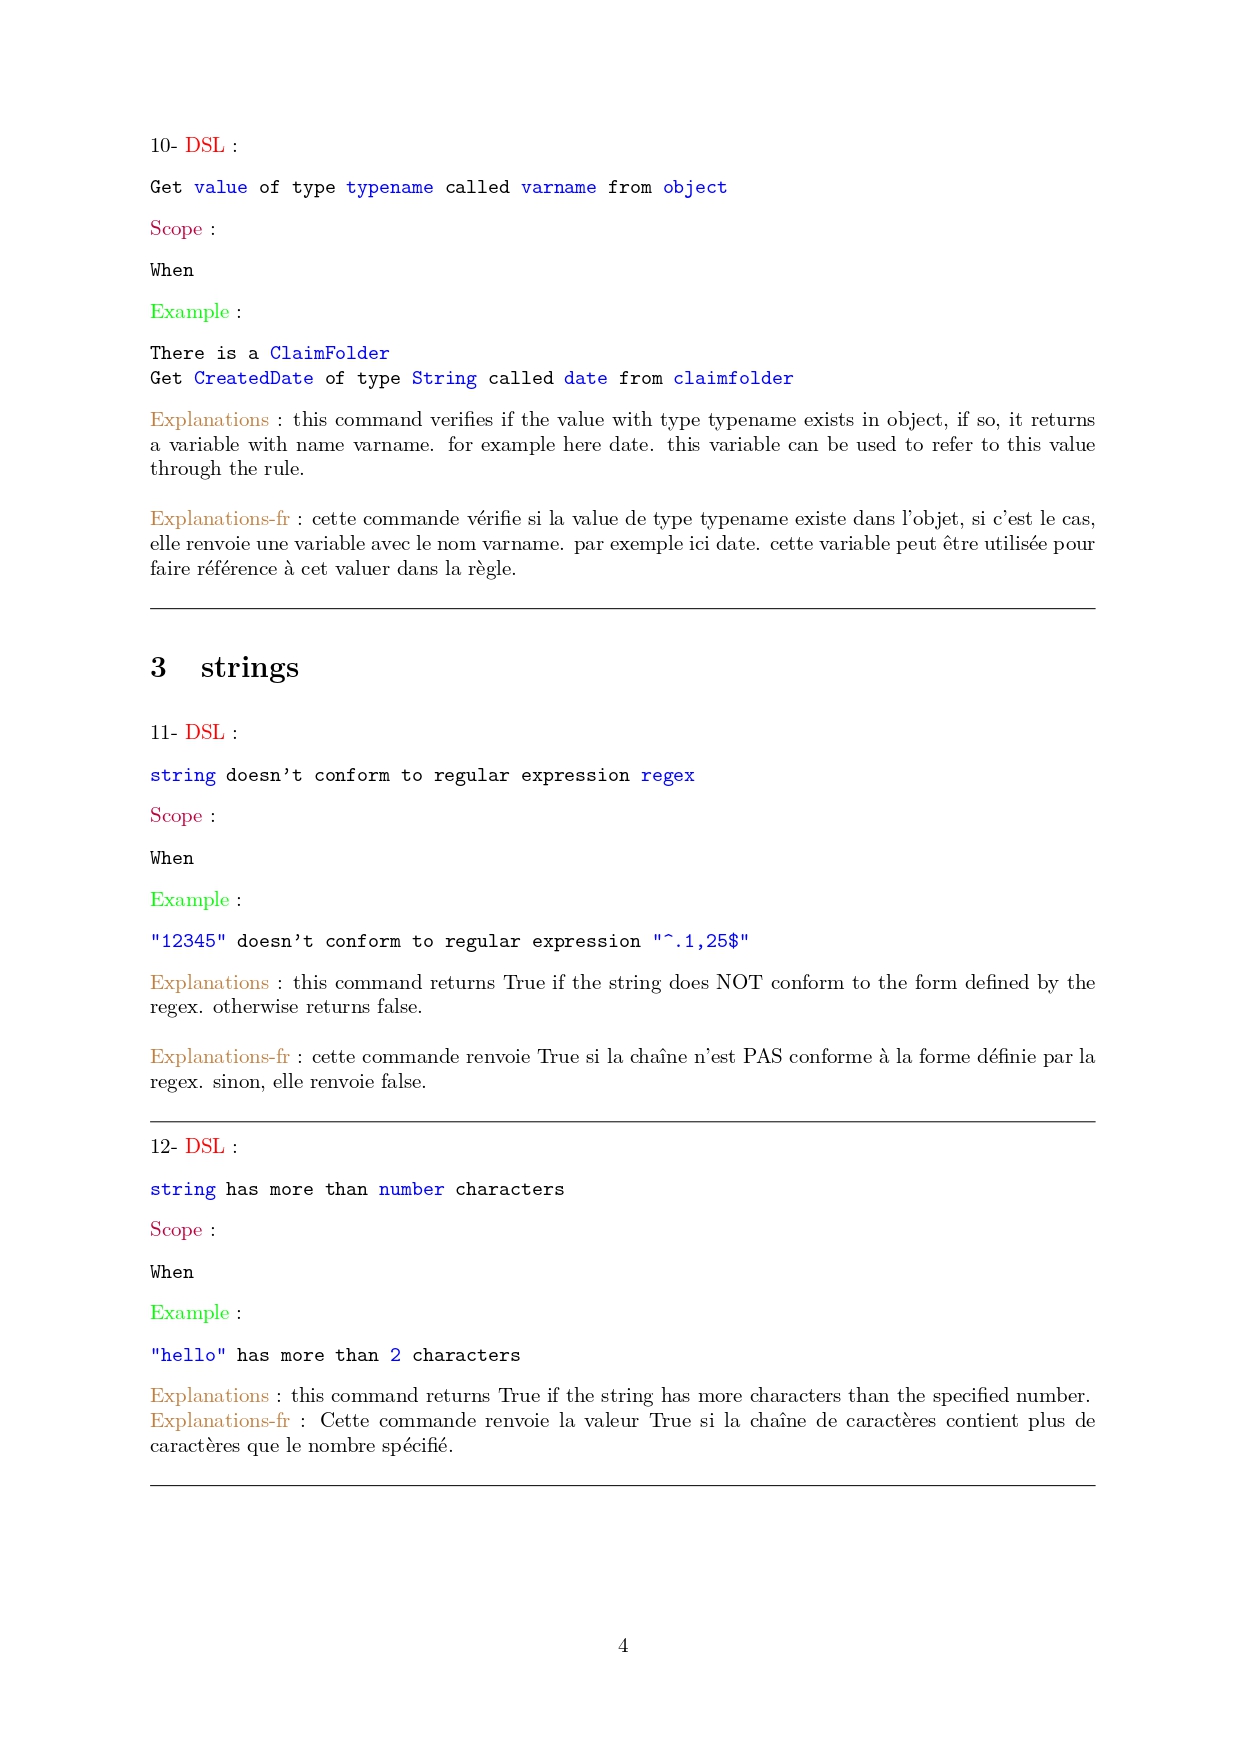 10- DSL :
Get value of type typename called varname from object
Scope :
When
Example :
There is a ClaimFolder
Get CreatedDate of type String called date from claimfolder
Explanations : this command verifies if the value with type typename exists in object, if so, it returns
a variable with name varname. for example here date. this variable can be used to refer to this value
through the rule.
Explanations-fr : cette commande vérifie si la value de type typename existe dans l'objet, si c'est le cas,
elle renvoie une variable avec le nom varname. par exemple ici date. cette variable peut être utilisée pour
faire référence à cet valuer dans la règle.
3 strings
11- DSL :
string doesn't conform to regular expression regex
Scope :
When
Example :
"12345" doesn't conform to regular expression "^.1,25$"
Explanations : this command returns True if the string does NOT conform to the form defined by the
regex. otherwise returns false.
Explanations-fr : cette commande renvoie True si la chaîne n'est PAS conforme à la forme définie par la
regex. sinon, elle renvoie false.
12- DSL :
string has more than number characters
Scope :
When
Example :
"hello" has more than 2 characters
Explanations : this command returns True if the string has more characters than the specified number.
Explanations-fr : Cette commande renvoie la valeur True si la chaîne de caractères contient plus de
caractères que le nombre spécifié.
4